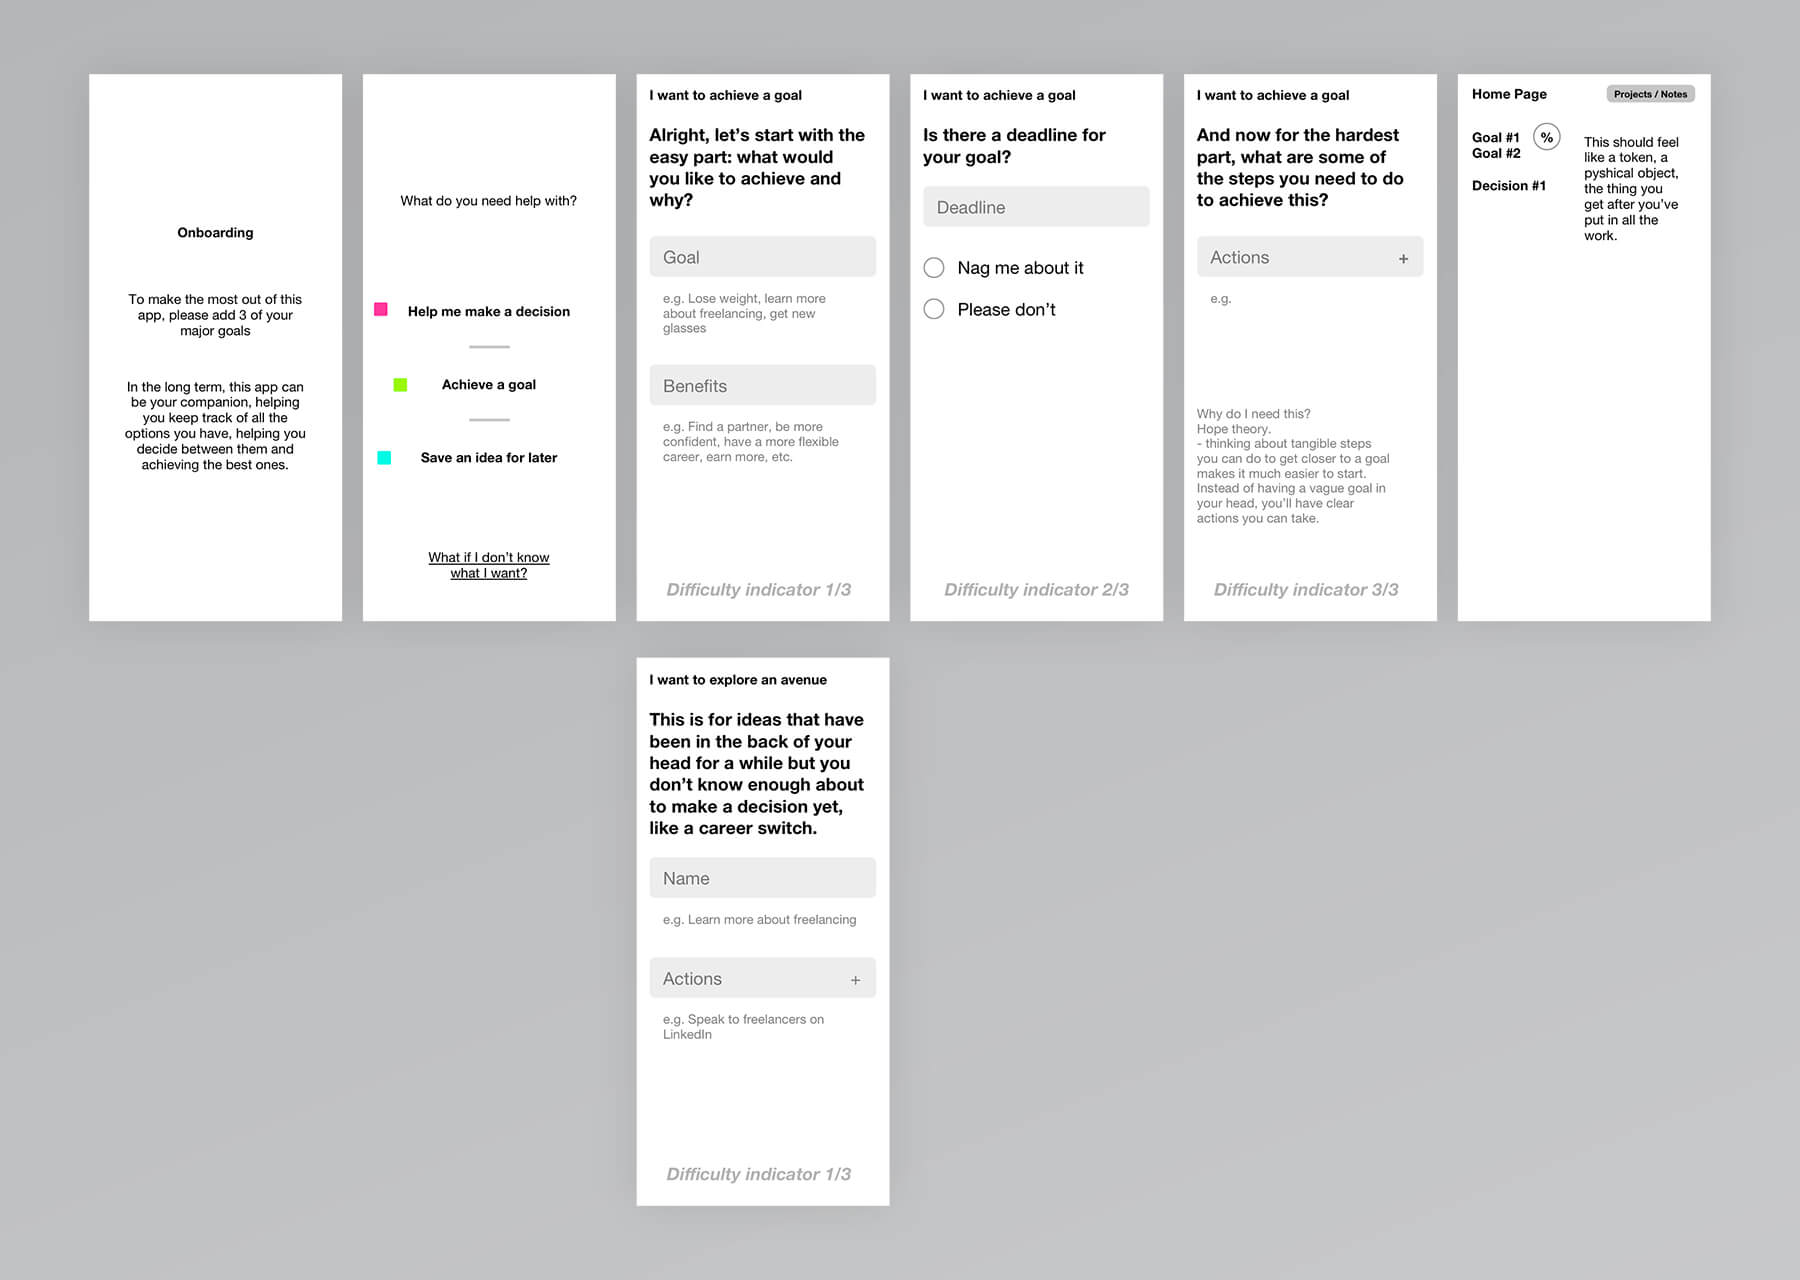 Onboarding
To make the most out of this
app, please add 3 of your
major goals
In the long term, this app can
be your companion, helping
you keep track of all the
options you have, helping you
decide between them and
achieving the best ones.
What do you need help with?
Help me make a decision
Achieve a goal
Save an idea for later
What if I don’t know
what I want?
I want to achieve a goal
Alright, let’s start with the
easy part: what would
you like to achieve and
why?
Goal
e.g. Lose weight, learn more
about freelancing, get new
glasses
Benefits
e.g. Find a partner, be more
confident, have a more flexible
career, earn more, etc.
Difficulty indicator 1/3
I want to achieve a goal
Is there a deadline for
your goal?
Deadline
Nag me about it
Please don’t
Difficulty indicator 2/3
I want to achieve a goal
And now for the hardest
part, what are some of
the steps you need to do
to achieve this?
Actions +
e.g.
Why do I need this?
Hope theory.
- thinking about tangible steps
you can do to get closer to a goal
makes it much easier to start.
Instead of having a vague goal in
your head, you’ll have clear
actions you can take.
Difficulty indicator 3/3
Home Page
Projects / Notes
Goal #1
%
Goal #2
Decision #1
This should feel
like a token, a
pyshical object,
the thing you
get after you’ve
put in all the
work.
I want to explore an avenue
This is for ideas that have
been in the back of your
head for a while but you
don’t know enough about
to make a decision yet,
like a career switch.
Name
e.g. Learn more about freelancing
Actions +
e.g. Speak to freelancers on
LinkedIn
Difficulty indicator 1/3